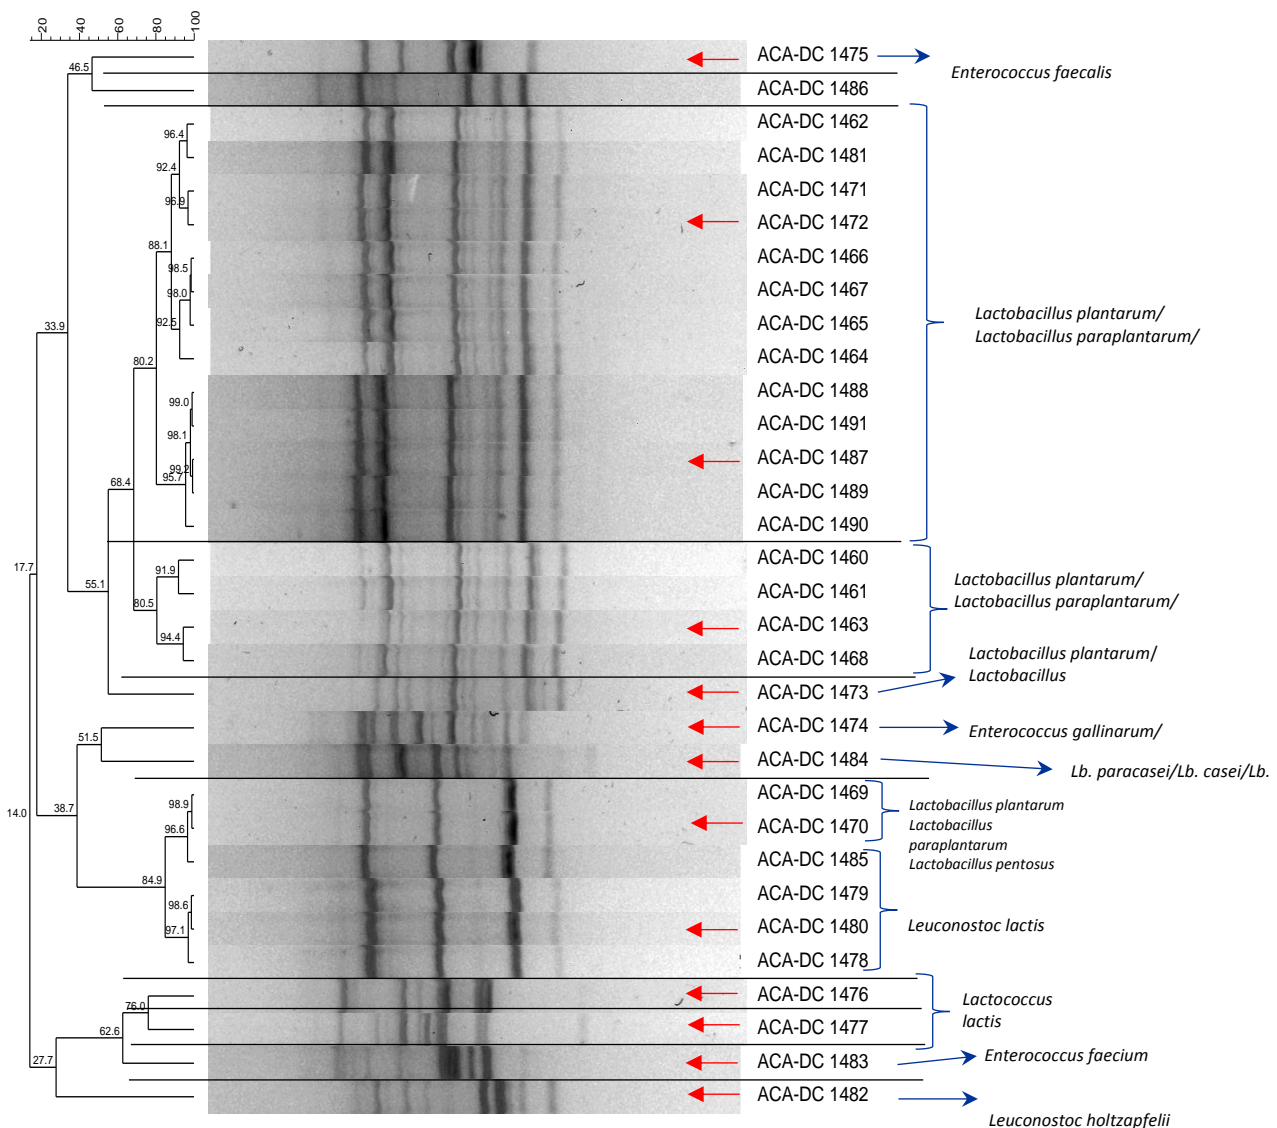 20
40
60
80
100
ACA-DC 1475
46.5
Enterococcus faecalis
ACA-DC 1486
ACA-DC 1462
96.4
ACA-DC 1481
92.4
ACA-DC 1471
96.9
ACA-DC 1472
88.1
ACA-DC 1466
98.5
ACA-DC 1467
98.0
Lactobacillus plantarum/
Lactobacillus paraplantarum/
92.5
ACA-DC 1465
33.9
ACA-DC 1464
80.2
ACA-DC 1488
99.0
ACA-DC 1491
98.1
ACA-DC 1487
99.2
95.7
68.4
ACA-DC 1489
ACA-DC 1490
ACA-DC 1460
17.7
91.9
55.1
Lactobacillus plantarum/
Lactobacillus paraplantarum/
ACA-DC 1461
80.5
ACA-DC 1463
94.4
ACA-DC 1468
Lactobacillus plantarum/
Lactobacillus
ACA-DC 1473
ACA-DC 1474
Enterococcus gallinarum/
51.5
ACA-DC 1484
Lb. paracasei/Lb. casei/Lb.
ACA-DC 1469
98.9
38.7
14.0
Lactobacillus plantarum
Lactobacillus
paraplantarum
Lactobacillus pentosus
ACA-DC 1470
96.6
ACA-DC 1485
84.9
ACA-DC 1479
98.6
ACA-DC 1480
Leuconostoc lactis
97.1
ACA-DC 1478
ACA-DC 1476
Lactococcus
lactis
76.0
ACA-DC 1477
62.6
ACA-DC 1483
Enterococcus faecium
27.7
ACA-DC 1482
Leuconostoc holtzapfelii